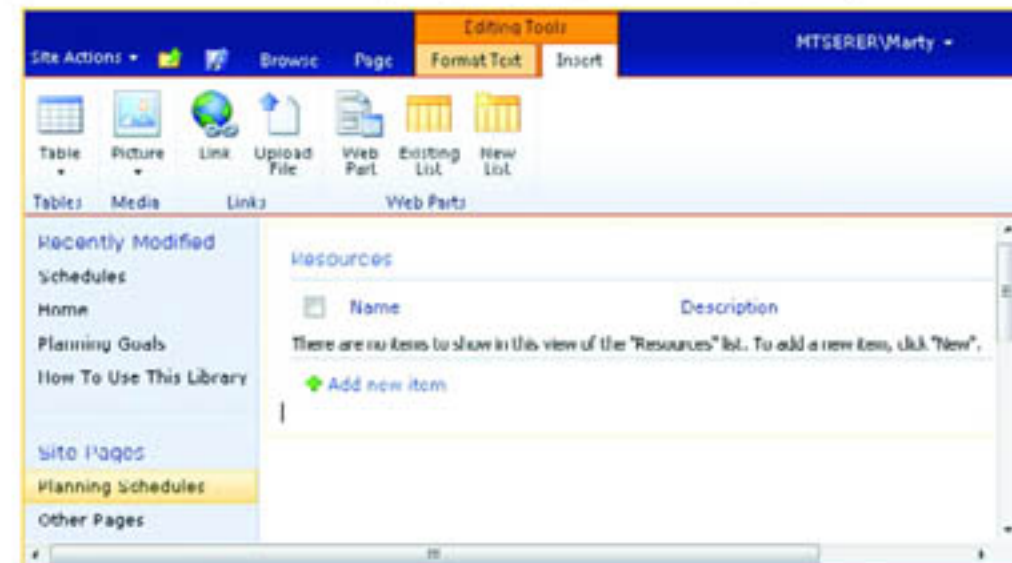 Editing Tools
MTSERER\Marty
Site Actions Browse Page Format Text Insert
Table Picture Link Upload File Web Part Existing List New List
Tables Media Links Web Parts
Recently Modified
Schedules
Home
Planning Goals
How To Use This Library
Site Pages
Planning Schedules
Other Pages
Resources
Name Description
There are no items to show in this view of the "Resources" list. To add a new item, click "New".
Add new item